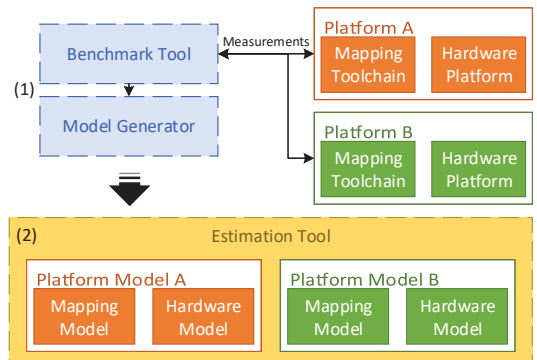 Benchmark Tool
Measurements
(1)
Model Generator
Platform A
Mapping
Toolchain
Hardware
Platform
Platform B
Mapping
Toolchain
Hardware
Platform
(2)
Estimation Tool
Platform Model A
Mapping
Model
Hardware
Model
Platform Model B
Mapping
Model
Hardware
Model